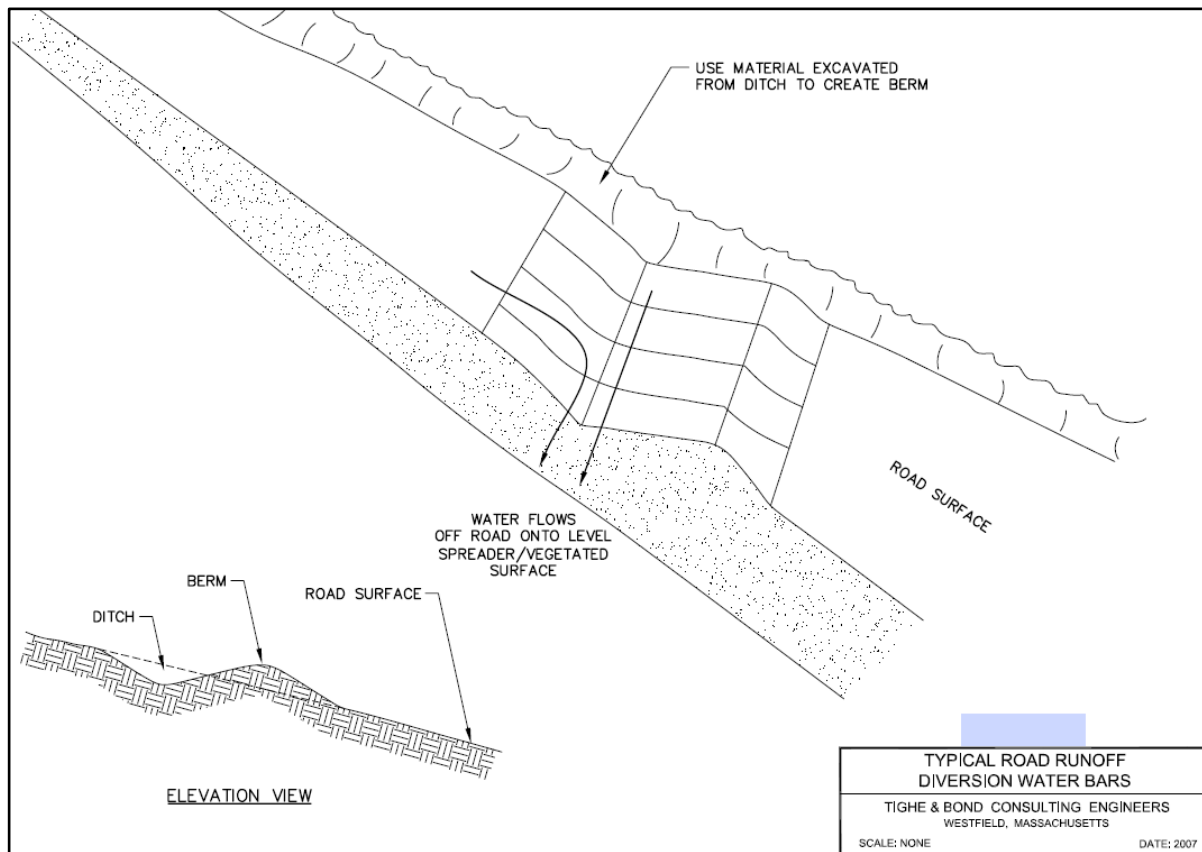 USE MATERIAL EXCAVATED
FROM DITCH TO CREATE BERM
ROAD SURFACE
WATER FLOWS
OFF ROAD ONTO LEVEL
SPREADER/VEGETATED
SURFACE
BERM
ROAD SURFACE
DITCH
ELEVATION VIEW
TYPICAL ROAD RUNOFF
DIVERSION WATER BARS
TIGHE & BOND CONSULTING ENGINEERS
WESTFIELD, MASSACHUSETTS
SCALE: NONE DATE: 2007